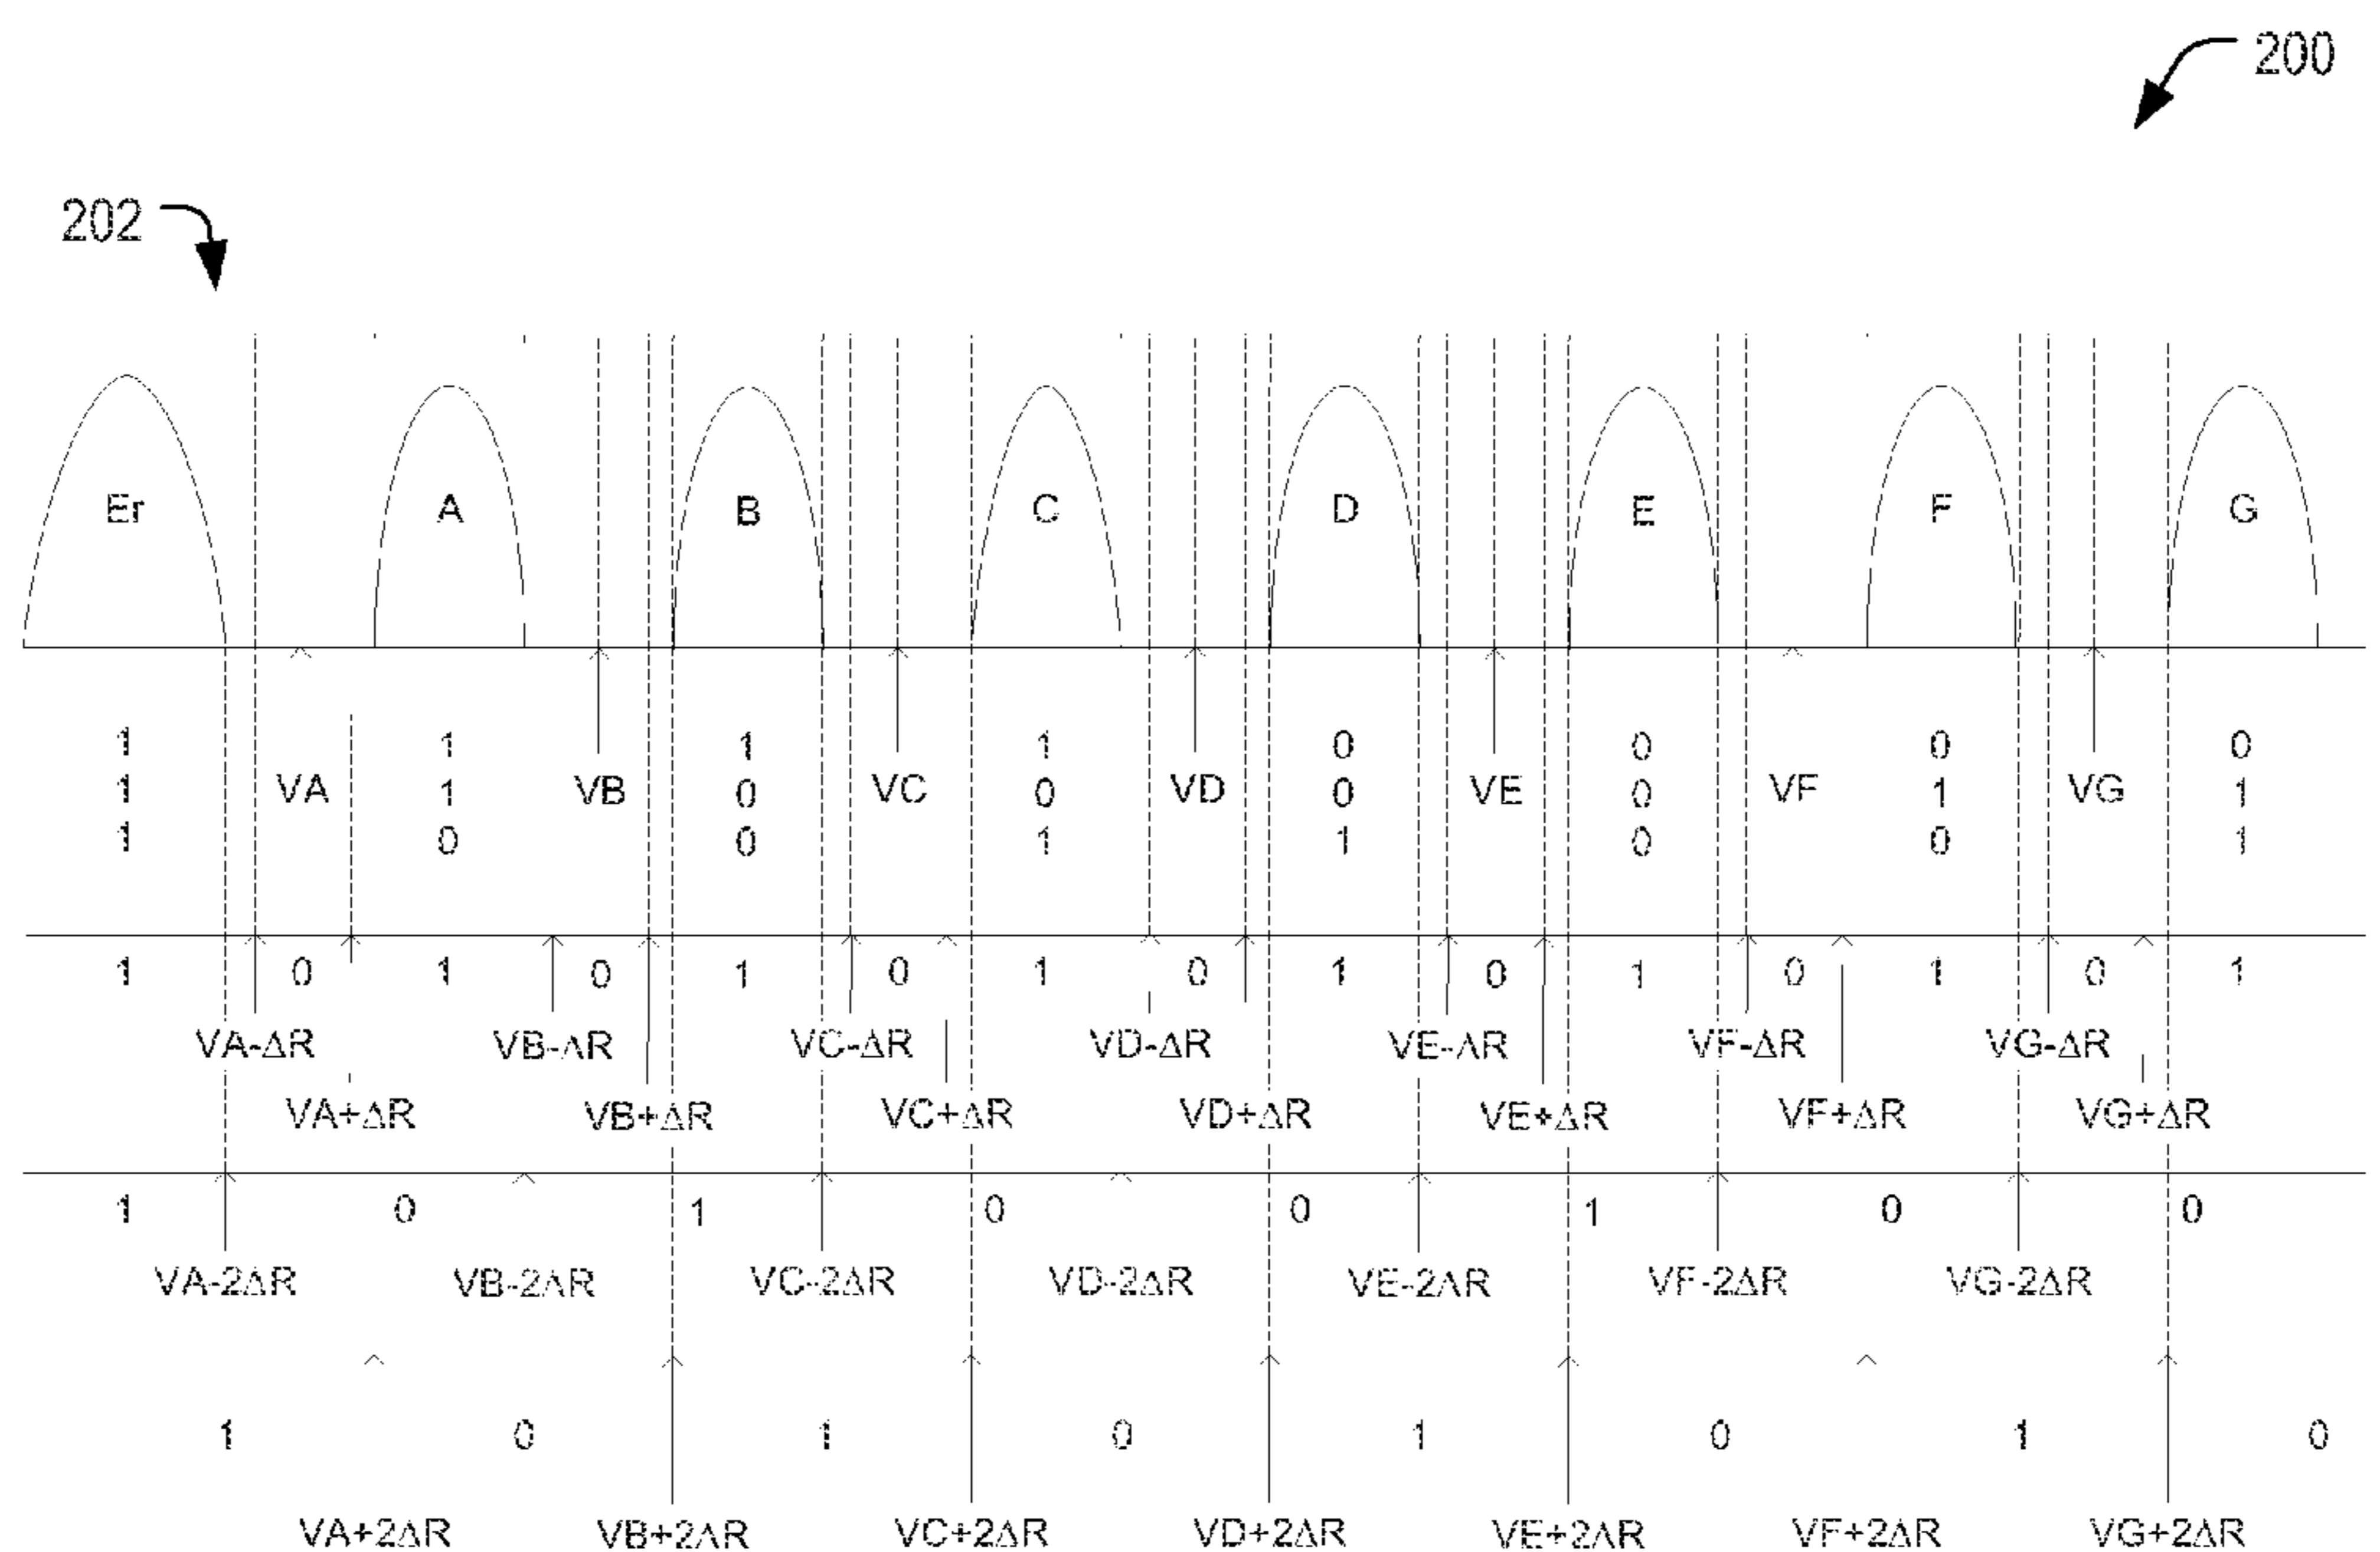 200
202
Er A B C D E F G
1 1 1 1 0 0 0 0
1 VA 1 VB 0 VC 0 VD 0 VE 0 VF 1 VG 1
1 0 0 1 1 0 0 1
1 0 1 0 1 0 1 0 1 0 1 0 1 0 1
VA-ΔR VB-ΔR VC-ΔR VD-ΔR VE-ΔR VF-ΔR VG-ΔR
VA+ΔR VB+ΔR VC+ΔR VD+ΔR VE+ΔR VF+ΔR VG+ΔR
1 0 1 0 0 1 0 0
VA-2ΔR VB-2ΔR VC-2ΔR VD-2ΔR VE-2ΔR VF-2ΔR VG-2ΔR
1 0 1 0 1 0 1 0
VA+2ΔR VB+2ΔR VC+2ΔR VD+2ΔR VE+2ΔR VF+2ΔR VG+2ΔR